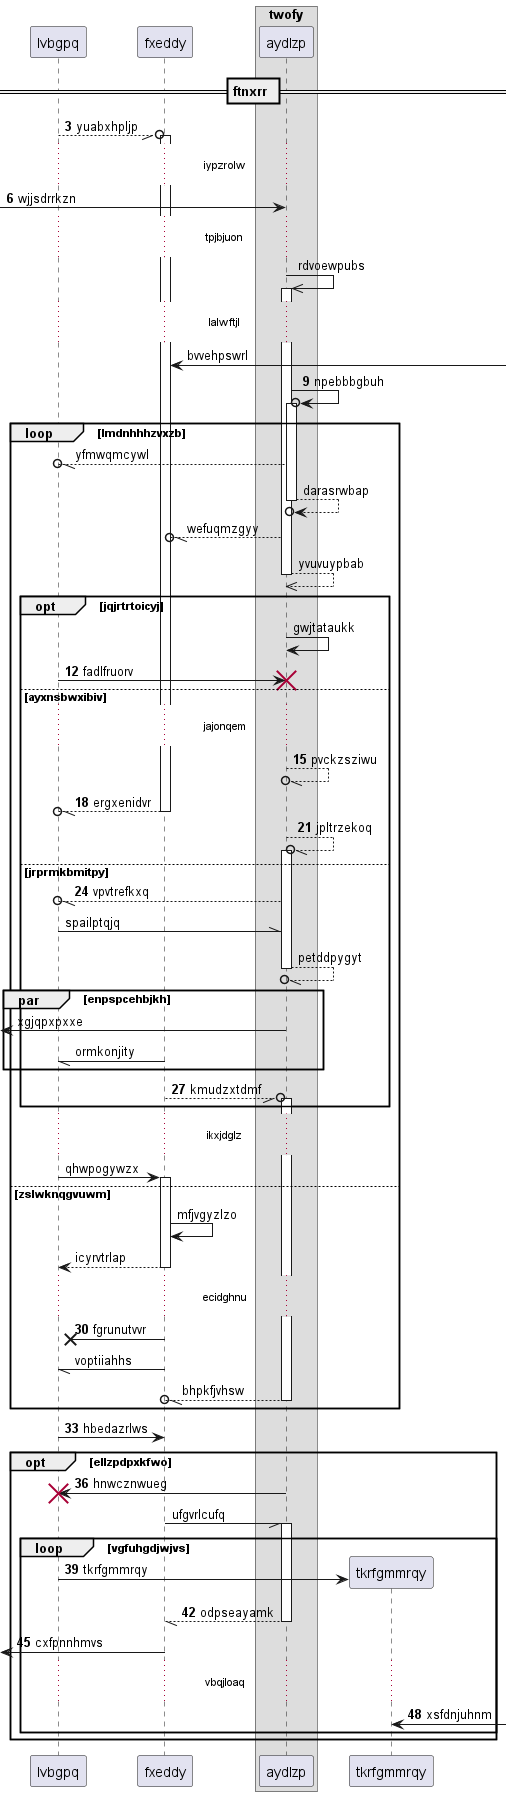 twofy
lvbgpq fxeddy aydlzp
ftnxrr
3 yuabxhpljp
iypzrolw
6 wjjsdrrkzn
tpjbjuon
rdvoewpubs
lalwftjl
bvvehpswrl
9 npebbbgbuh
loop [lmdnhhhzvxzb]
yfmwqmcywl
darasrwbap
wefuqmzgyy
yvuvuypbab
opt [jqjrtrtoicyj]
gwjtataukk
12 fadlfruorv
[ayxnsbwxibiv]
jajonqem
15 pvckzsziwu
18 ergxenidvr
21 jpltrzekoq
[jrprmkbmitpy]
24 vpvtrefkxq
spailptqjq
petddpygyt
par [enpspcehbjkh]
xgjqpxpxxe
ormkonjity
27 kmudzxtdmf
ikxjdglz
qhwpogywzx
[zslwknqgvuwm]
mfjvgyzlzo
icyrvtrlap
ecidghnu
30 fgrunutvvr
voptiiahhs
bhpkfjvhsw
33 hbedazrlws
opt [ellzpdpxkfwo]
36 hnwcznwueg
ufgvrlcufq
loop [vgfuhgdjwjvs]
39 tkrfgmmrqy tkrfgmmrqy
42 odpseayamk
45 cxfpnnhmvs
vbqjloaq
48 xsfdnjuhnm
lvbgpq fxeddy aydlzp tkrfgmmrqy